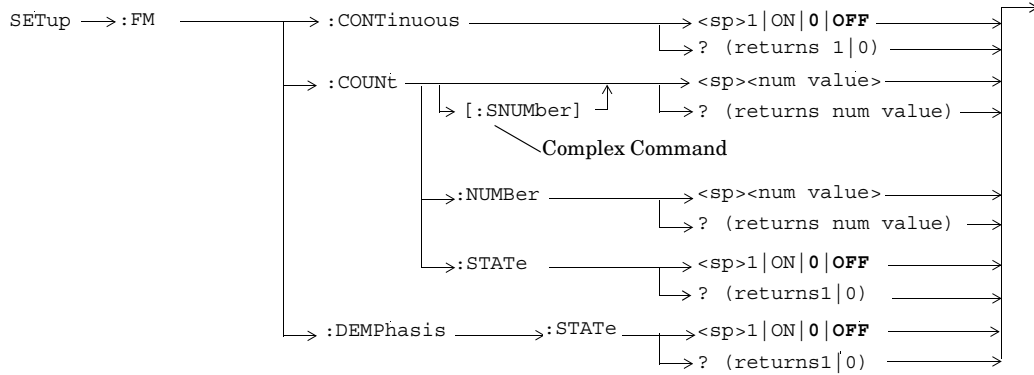 SETup :FM :CONTinuous <sp>1|ON|0|OFF
? (returns 1|0)
:COUNt <sp><num value>
[:SNUMber] ? (returns num value)
Complex Command
:NUMBer <sp><num value>
? (returns num value)
:STATe <sp>1|ON|0|OFF
? (returns1|0)
:DEMPhasis :STATe <sp>1|ON|0|OFF
? (returns1|0)